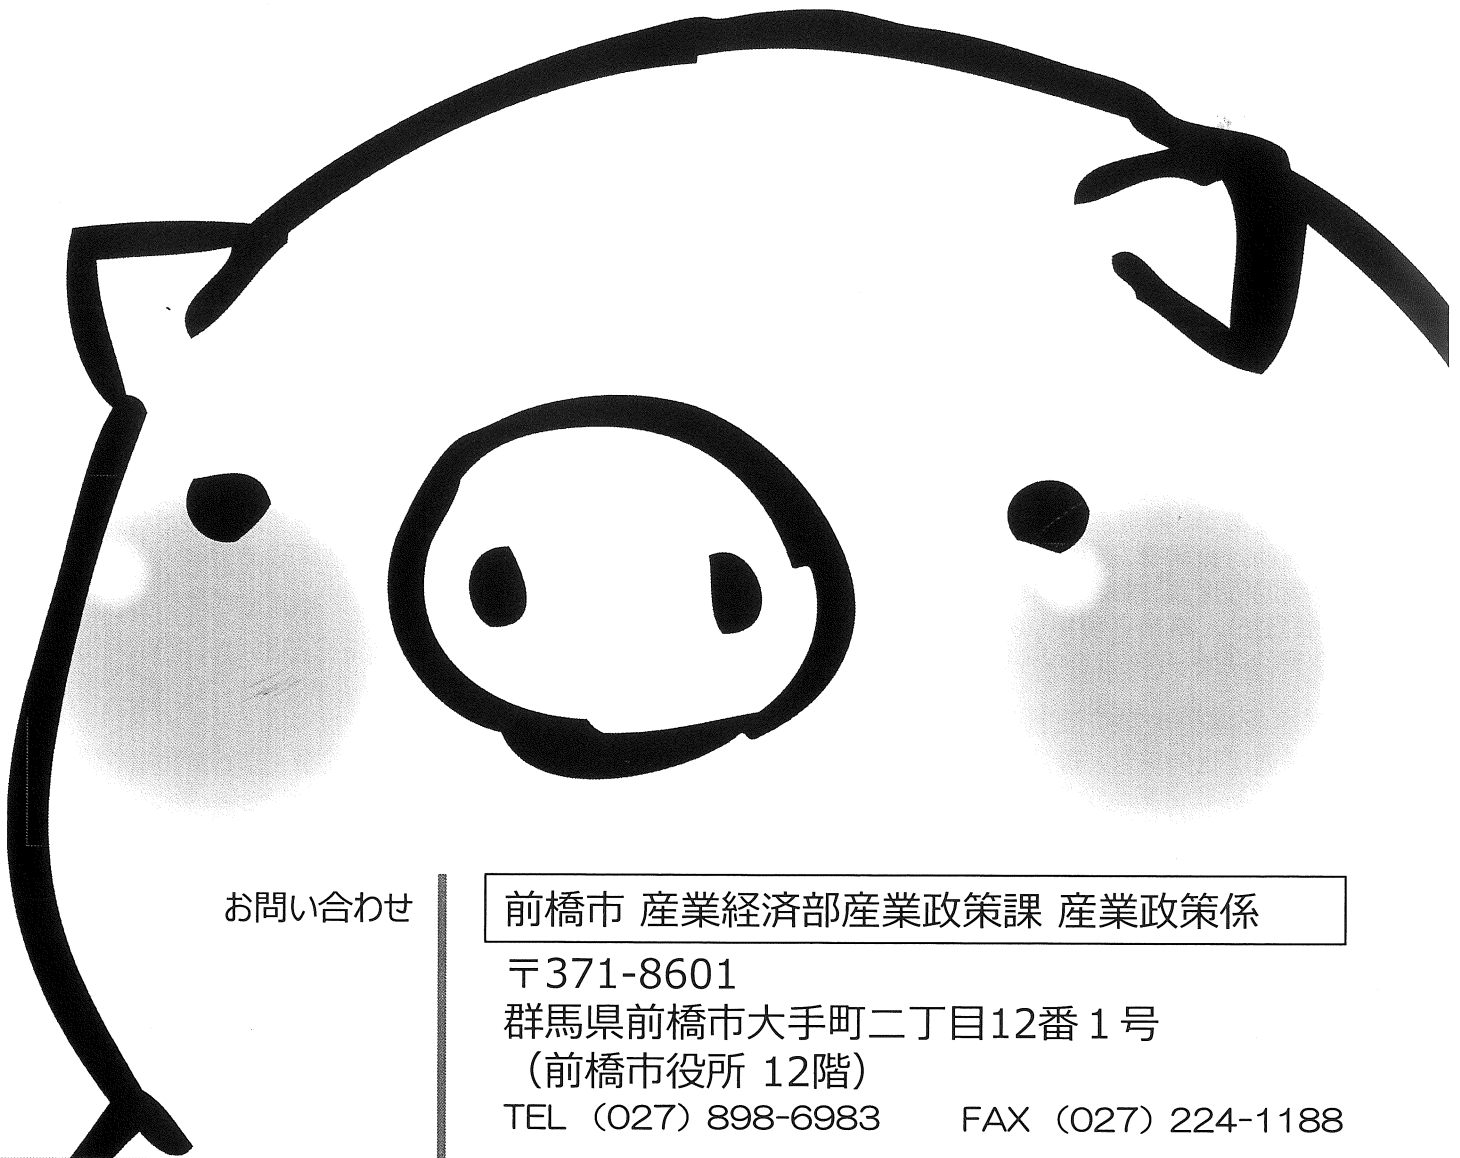 お問い合わせ
前橋市 産業経済部産業政策課 産業政策係
〒371-8601
群馬県前橋市大手町二丁目12番１号
（前橋市役所 12階）
TEL（027）898-6983　FAX（027）224-1188